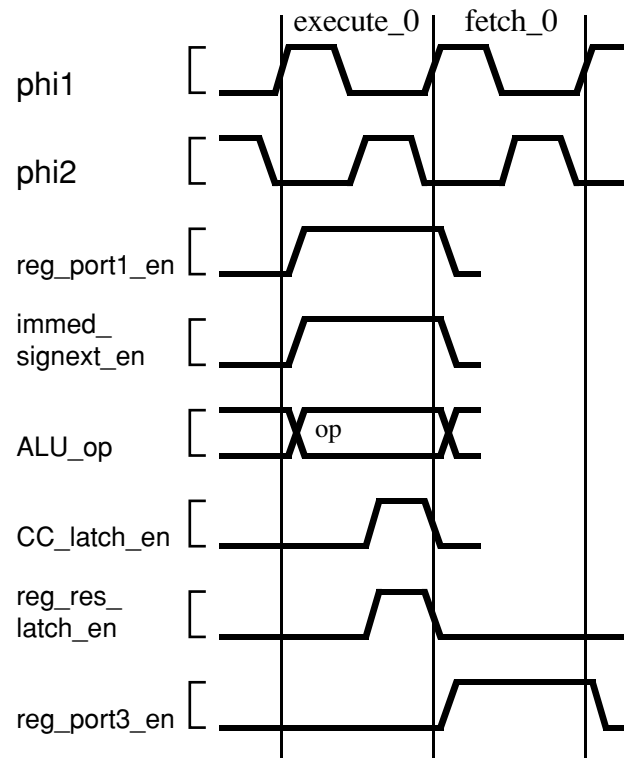 execute_0 fetch_0
phi1
phi2
reg_port1_en
immed_
signext_en
ALU_op
op
CC_latch_en
reg_res_
latch_en
reg_port3_en